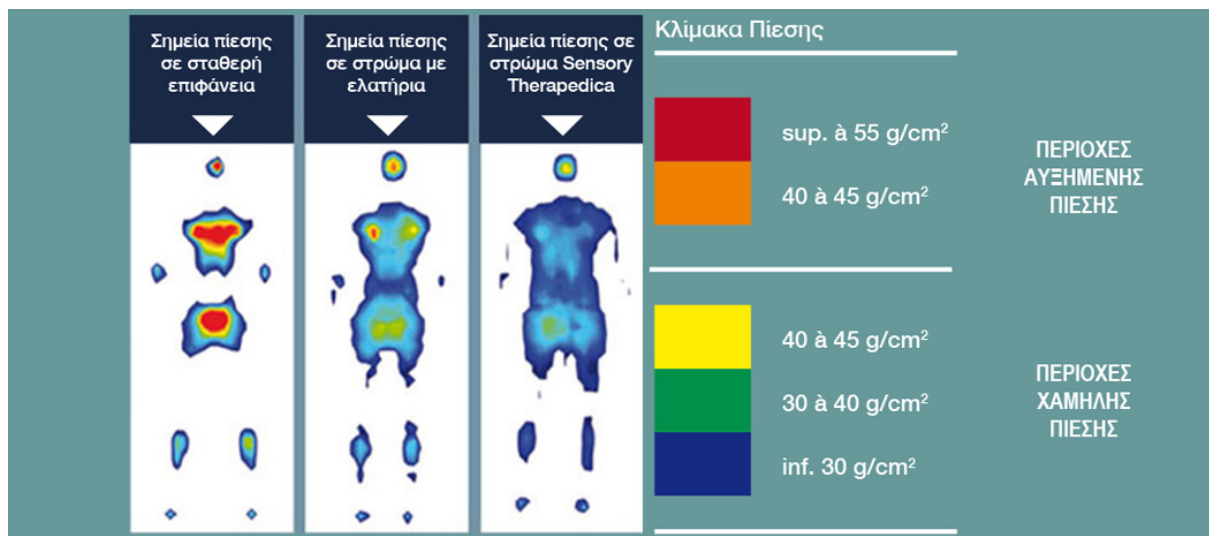 Σημεία πίεσης
σε σταθερή
επιφάνεια
Σημεία πίεσης
σε στρώμα με
ελατήρια
Σημεία πίεσης σε
στρώμα Sensory
Therapedica
Κλίμακα Πίεσης
sup. à 55 g/cm²
40 à 45 g/cm²
ΠΕΡΙΟΧΕΣ
ΑΥΞΗΜΕΝΗΣ
ΠΙΕΣΗΣ
40 à 45 g/cm²
30 à 40 g/cm²
inf. 30 g/cm²
ΠΕΡΙΟΧΕΣ
ΧΑΜΗΛΗΣ
ΠΙΕΣΗΣ